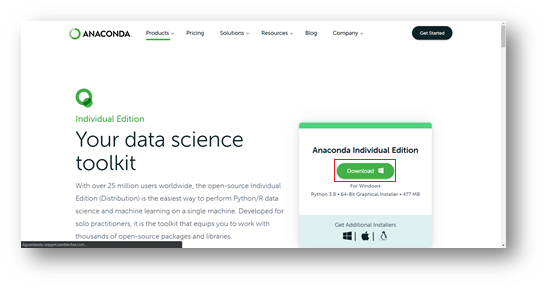 ANACONDA.
Products
Pricing
Solutions
Resources
Blog
Company
Get Started
Individual Edition
Your data science
toolkit
With over 25 million users worldwide, the open-source Individual
Edition (Distribution) is the easiest way to perform Python/R data
science and machine learning on a single machine. Developed for
solo practitioners, it is the toolkit that equips you to work with
thousands of open-source packages and libraries.
Anaconda Individual Edition
Download
For Windows
Python 3.8 • 64-Bit Graphical Installer • 477 MB
Get Additional Installers